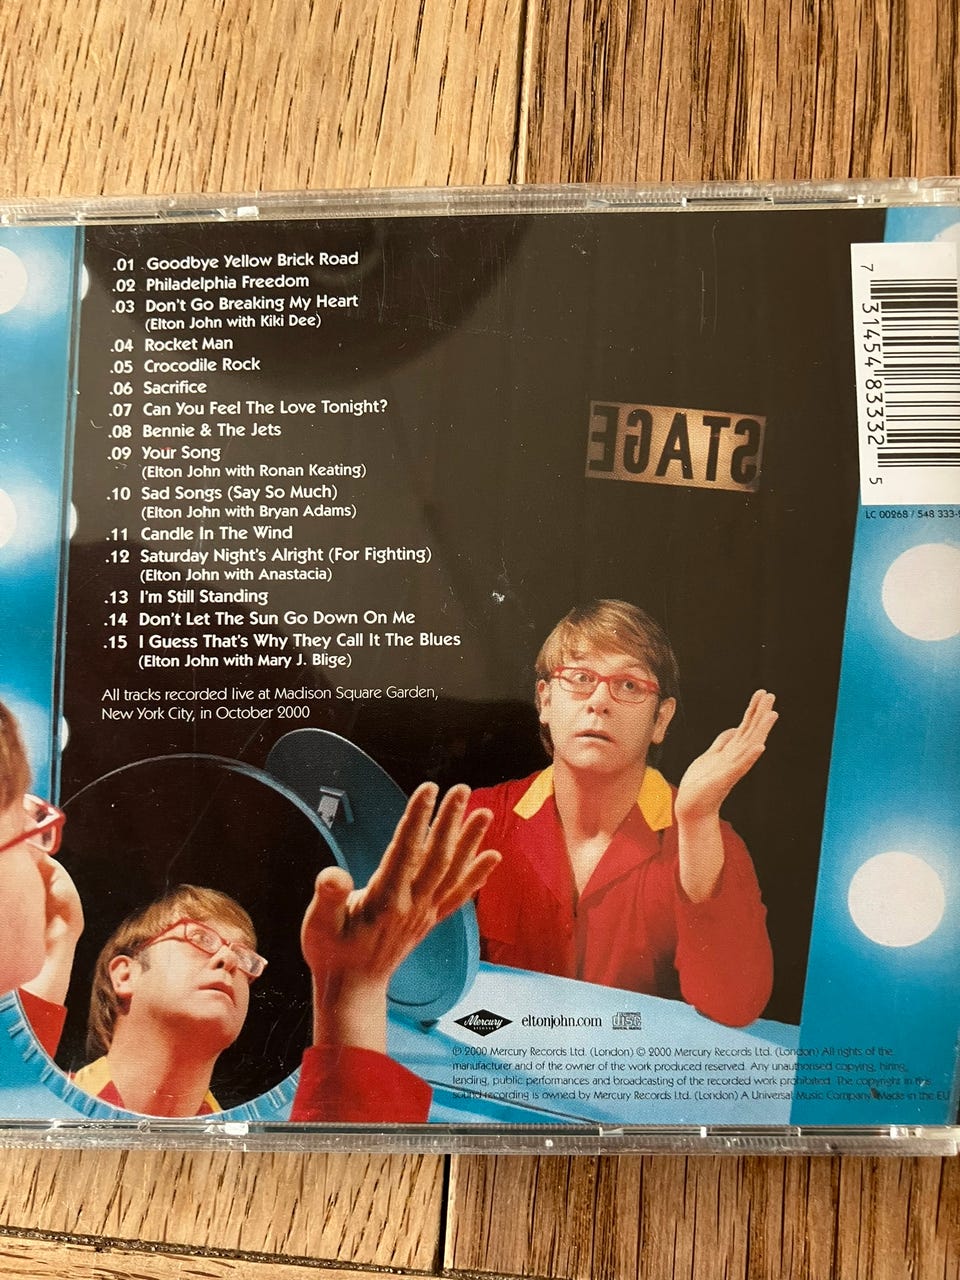 .01 Goodbye Yellow Brick Road
.02 Philadelphia Freedom
.03 Don't Go Breaking My Heart
(Elton John with Kiki Dee)
.04 Rocket Man
.05 Crocodile Rock
.06 Sacrifice
.07 Can You Feel The Love Tonight?
.08 Bennie & The Jets
.09 Your Song
(Elton John with Ronan Keating)
.10 Sad Songs (Say So Much)
(Elton John with Bryan Adams)
.11 Candle In The Wind
.12 Saturday Night's Alright (For Fighting)
(Elton John with Anastacia)
.13 I'm Still Standing
.14 Don't Let The Sun Go Down On Me
.15 I Guess That's Why They Call It The Blues
(Elton John with Mary J. Blige)
All tracks recorded live at Madison Square Garden,
New York City, in October 2000
STAGE
7 31454 83332 5
LC 00268 / 548 333-
Mercury
RECORDS
eltonjohn.com
disc
℗ 2000 Mercury Records Ltd. (London) © 2000 Mercury Records Ltd. (London) All rights of the
manufacturer and of the owner of the work produced reserved. Any unauthorised copying, hiring,
lending, public performances and broadcasting of the recorded work prohibited. The copyright in this
sound recording is owned by Mercury Records Ltd. (London) A Universal Music Company. Made in the EU